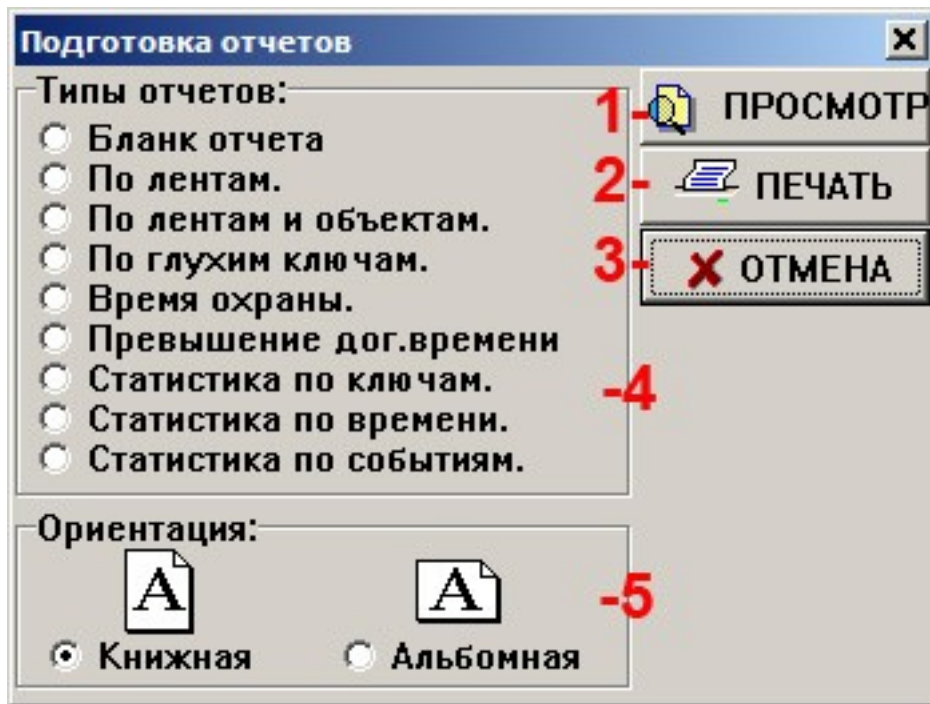 Подготовка отчетов
Типы отчетов:
Бланк отчета
По лентам.
По лентам и объектам.
По глухим ключам.
Время охраны.
Превышение дог.времени
Статистика по ключам.
Статистика по времени.
Статистика по событиям.
-4
1- ПРОСМОТР
2- ПЕЧАТЬ
3- ОТМЕНА
Ориентация:
A A
-5
Книжная Альбомная